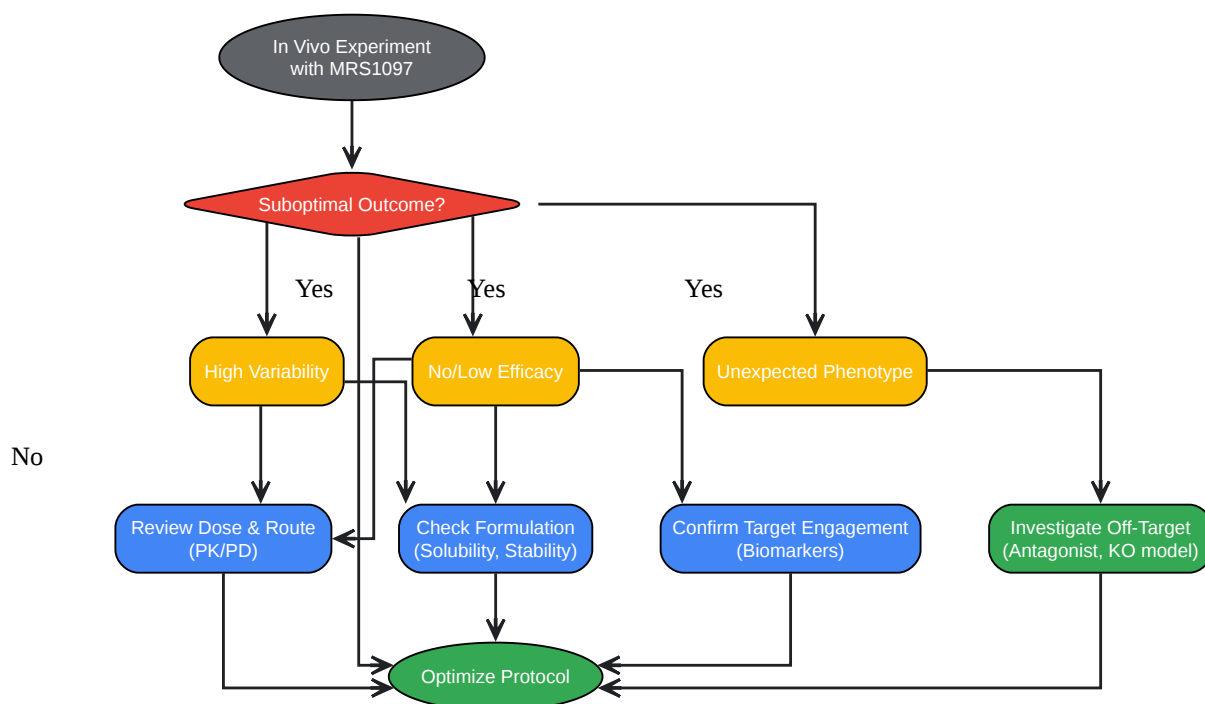 In Vivo Experiment
with MRS1097
Suboptimal Outcome?
Yes
Yes
Yes
High Variability
No/Low Efficacy
Unexpected Phenotype
No
Review Dose & Route
(PK/PD)
Check Formulation
(Solubility, Stability)
Confirm Target Engagement
(Biomarkers)
Investigate Off-Target
(Antagonist, KO model)
Optimize Protocol